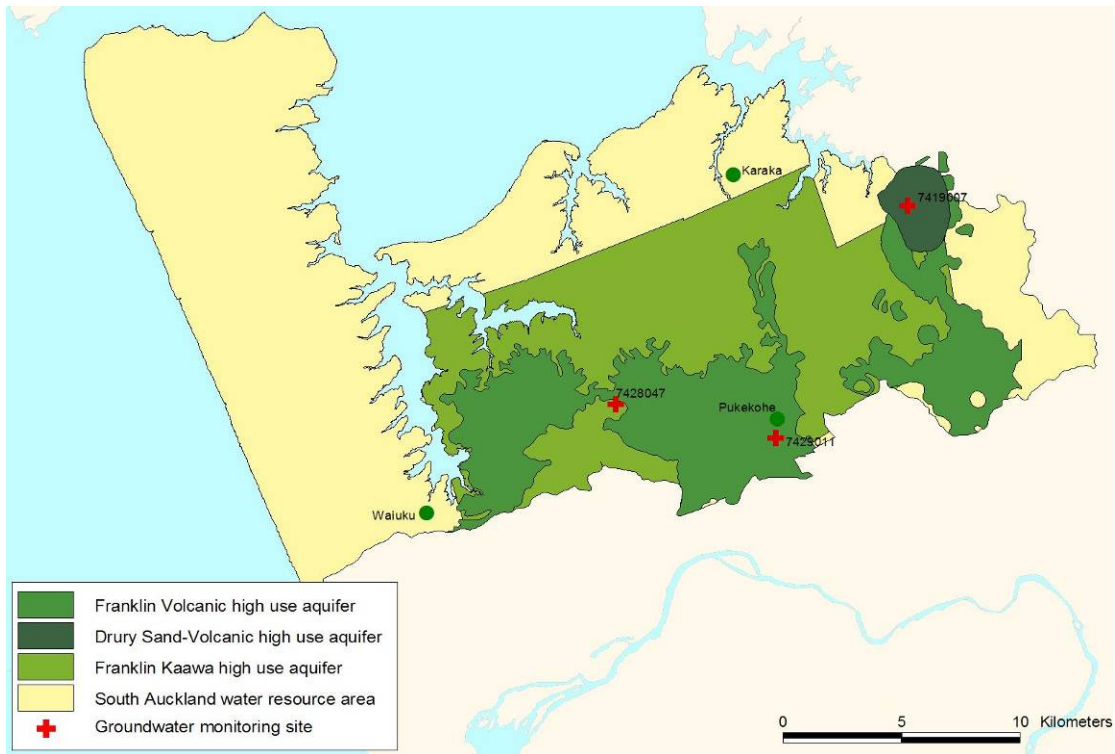 Karaka
7419007
7428047
Pukekohe
7429011
Waiuku
Franklin Volcanic high use aquifer
Drury Sand-Volcanic high use aquifer
Franklin Kaawa high use aquifer
South Auckland water resource area
Groundwater monitoring site
0 5 10 Kilometers